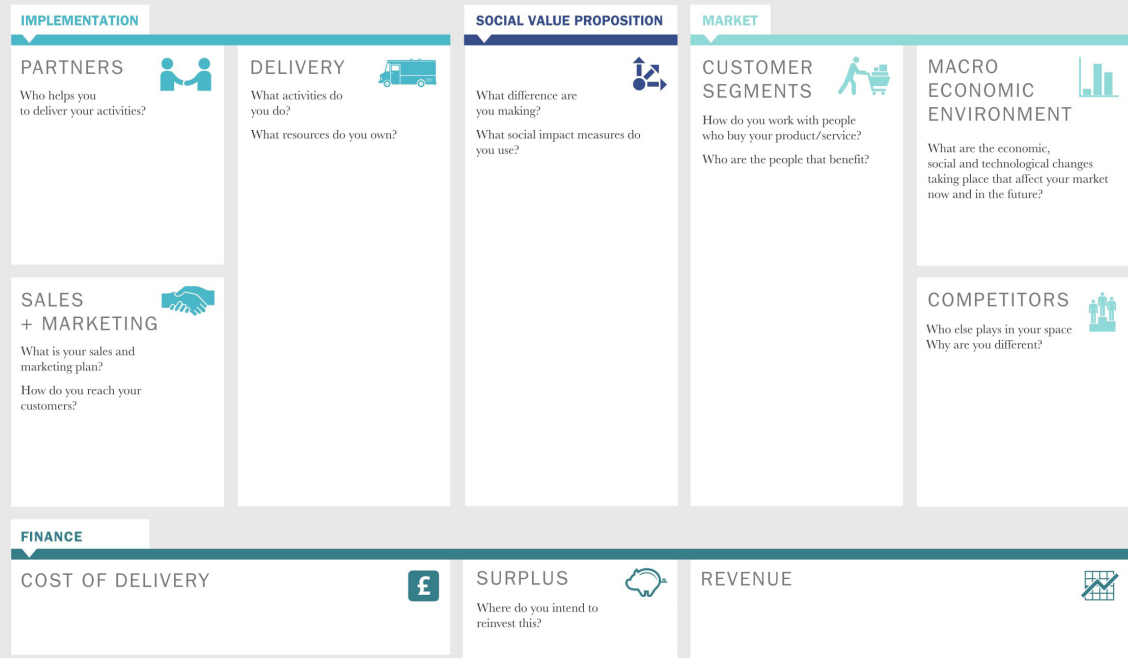 IMPLEMENTATION
PARTNERS
Who helps you
to deliver your activities?
DELIVERY
What activities do
you do?
What resources do you own?
SALES
+ MARKETING
What is your sales and
marketing plan?
How do you reach your
customers?
SOCIAL VALUE PROPOSITION
What difference are
you making?
What social impact measures do
you use?
MARKET
CUSTOMER
SEGMENTS
How do you work with people
who buy your product/service?
Who are the people that benefit?
MACRO
ECONOMIC
ENVIRONMENT
What are the economic,
social and technological changes
taking place that affect your market
now and in the future?
COMPETITORS
Who else plays in your space
Why are you different?
FINANCE
COST OF DELIVERY
£
SURPLUS
Where do you intend to
reinvest this?
REVENUE